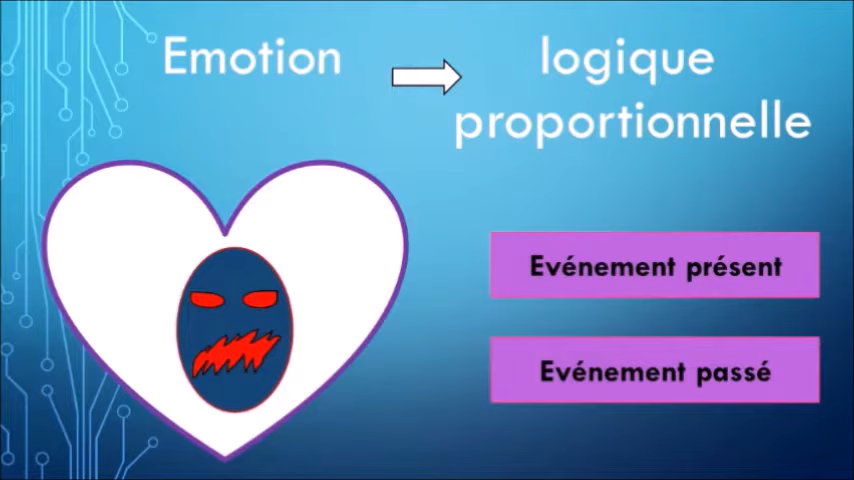 Emotion
logique
proportionnelle
Evénement présent
Evénement passé